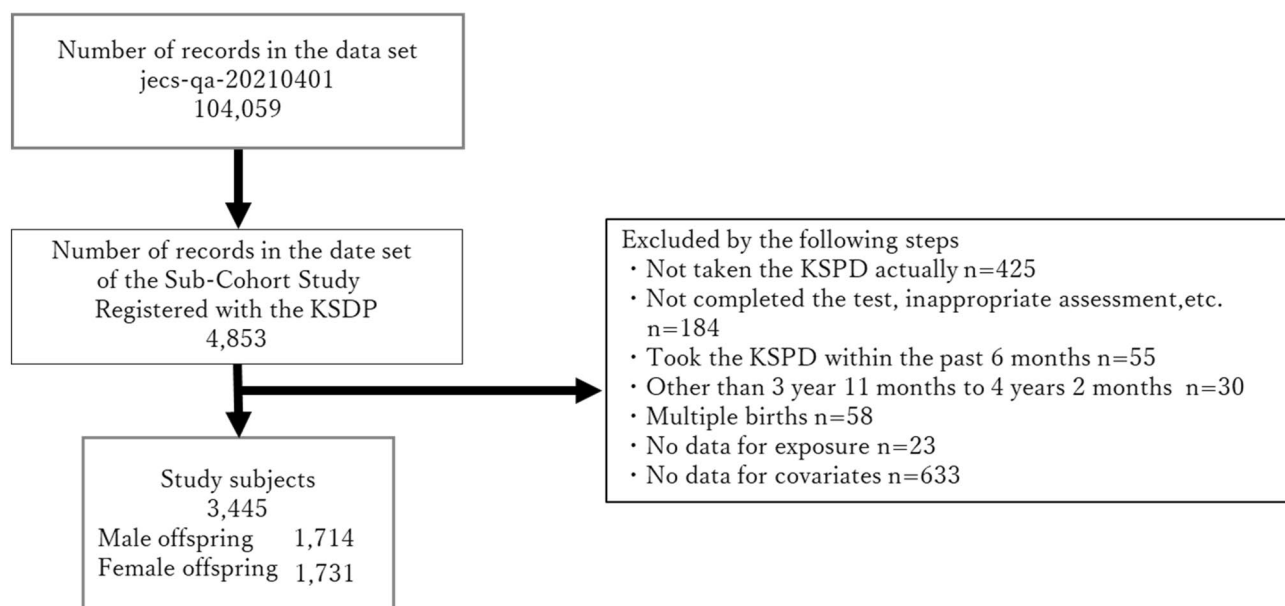 Number of records in the data set
jecs-qa-20210401
104,059
Number of records in the date set
of the Sub-Cohort Study
Registered with the KSDP
4,853
Excluded by the following steps
・Not taken the KSPD actually n=425
・Not completed the test, inappropriate assessment,etc.
n=184
・Took the KSPD within the past 6 months n=55
・Other than 3 year 11 months to 4 years 2 months n=30
・Multiple births n=58
・No data for exposure n=23
・No data for covariates n=633
Study subjects
3,445
Male offspring 1,714
Female offspring 1,731